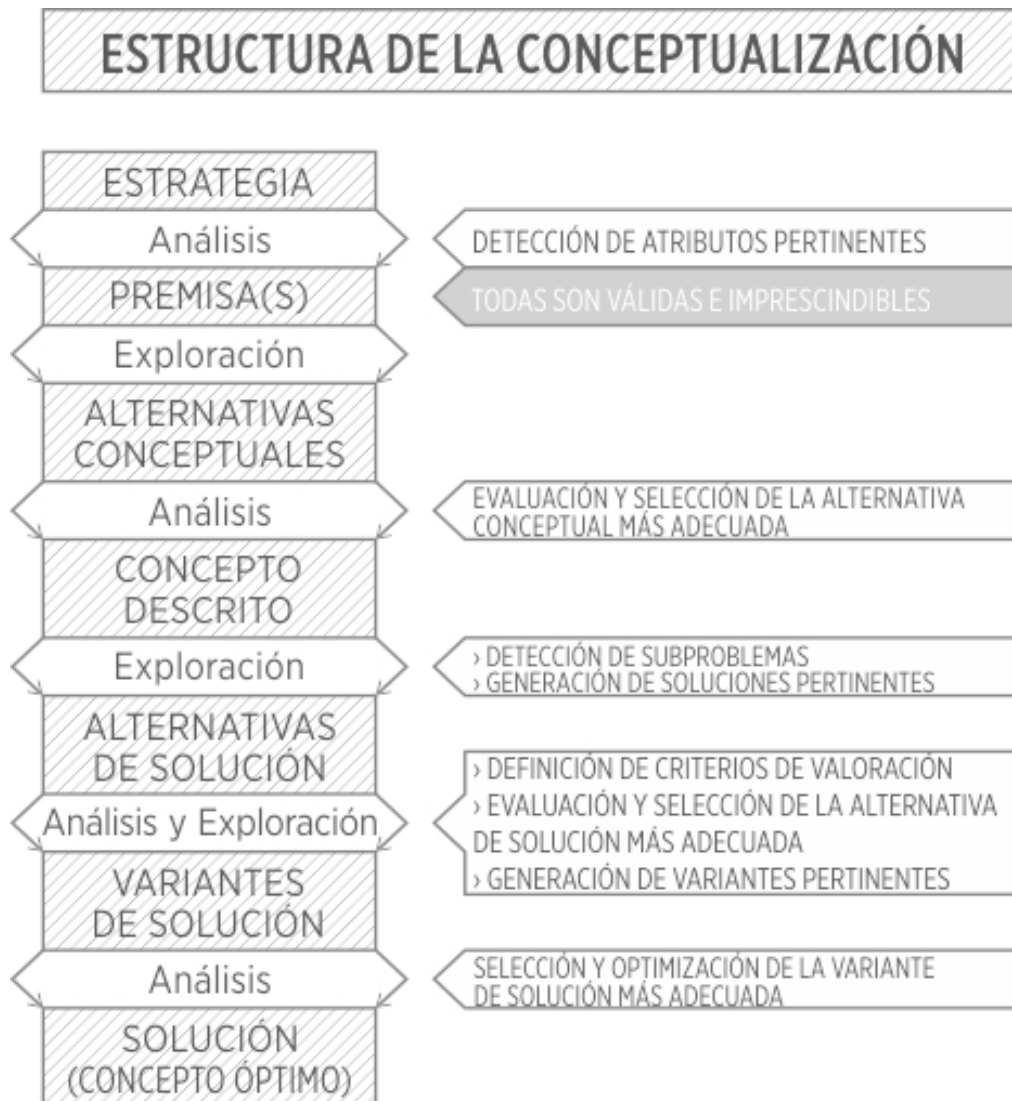 ESTRUCTURA DE LA CONCEPTUALIZACIÓN
ESTRATEGIA
Análisis
DETECCIÓN DE ATRIBUTOS PERTINENTES
PREMISA(S)
TODAS SON VÁLIDAS E IMPRESCINDIBLES
Exploración
ALTERNATIVAS
CONCEPTUALES
Análisis
EVALUACIÓN Y SELECCIÓN DE LA ALTERNATIVA
CONCEPTUAL MÁS ADECUADA
CONCEPTO
DESCRITO
Exploración
› DETECCIÓN DE SUBPROBLEMAS
› GENERACIÓN DE SOLUCIONES PERTINENTES
ALTERNATIVAS
DE SOLUCIÓN
Análisis y Exploración
› DEFINICIÓN DE CRITERIOS DE VALORACIÓN
› EVALUACIÓN Y SELECCIÓN DE LA ALTERNATIVA
DE SOLUCIÓN MÁS ADECUADA
› GENERACIÓN DE VARIANTES PERTINENTES
VARIANTES
DE SOLUCIÓN
Análisis
SELECCIÓN Y OPTIMIZACIÓN DE LA VARIANTE
DE SOLUCIÓN MÁS ADECUADA
SOLUCIÓN
(CONCEPTO ÓPTIMO)